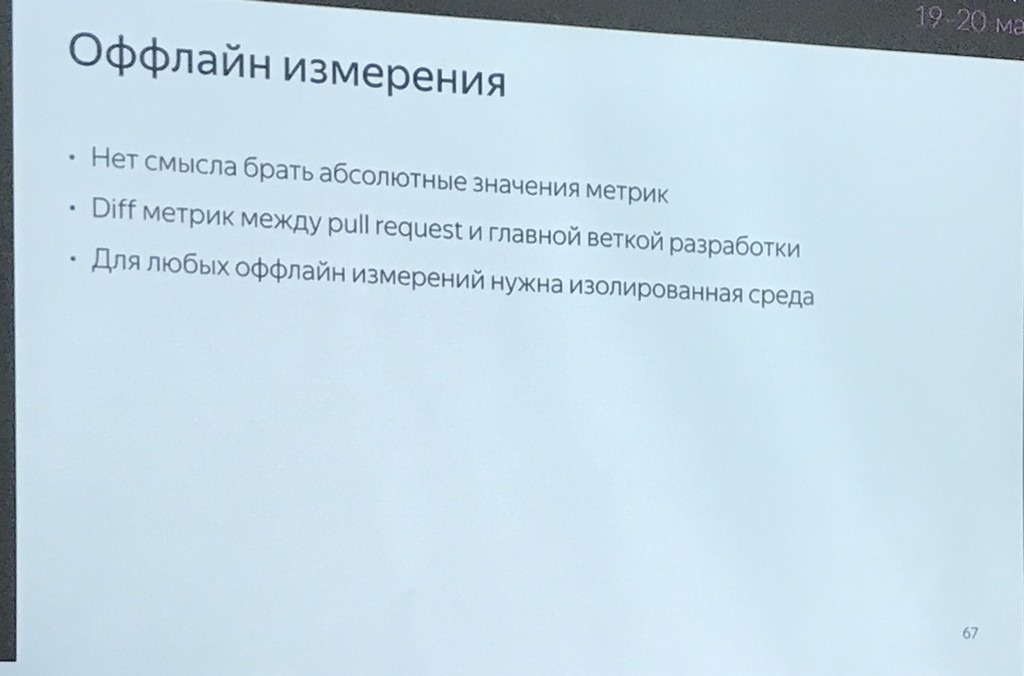 19-20 ма
Оффлайн измерения
• Нет смысла брать абсолютные значения метрик
• Diff метрик между pull request и главной веткой разработки
• Для любых оффлайн измерений нужна изолированная среда
67